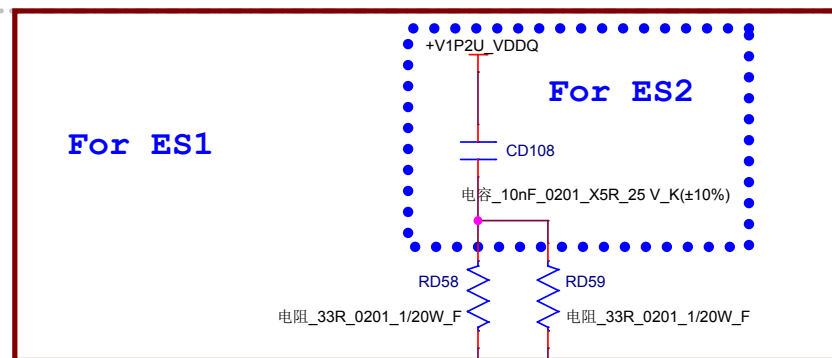 +V1P2U_VDDQ
For ES2
For ES1
CD108
电容_10nF_0201_X5R_25 V_K(±10%)
RD58
RD59
电阻_33R_0201_1/20W_F
电阻_33R_0201_1/20W_F